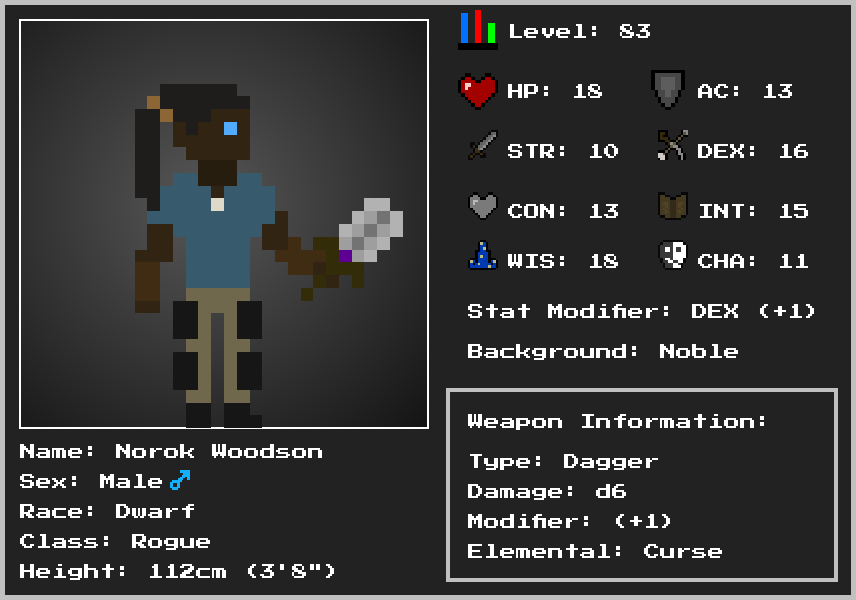 Level: 83
HP: 18
AC: 13
STR: 10
DEX: 16
CON: 13
INT: 15
WIS: 18
CHA: 11
Stat Modifier: DEX (+1)
Background: Noble
Name: Norok Woodson
Sex: Male♂
Race: Dwarf
Class: Rogue
Height: 112cm (3'8")
Weapon Information:
Type: Dagger
Damage: d6
Modifier: (+1)
Elemental: Curse